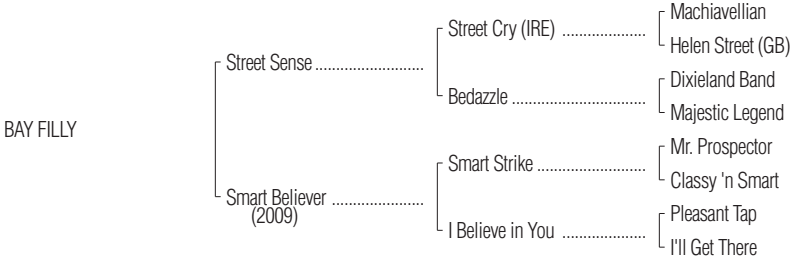 Machiavellian
Street Cry (IRE) ....................
Helen Street (GB)
Street Sense ..........................
Dixieland Band
Bedazzle ................................
Majestic Legend
BAY FILLY
Mr. Prospector
Smart Strike ..........................
Classy 'n Smart
Smart Believer ......................
(2009)
Pleasant Tap
I Believe in You ....................
I'll Get There